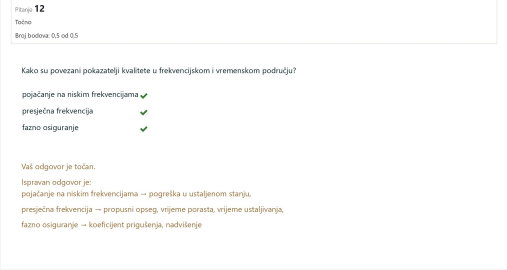 Pitanje 12
Točno
Broj bodova: 0,5 od 0,5
Kako su povezani pokazatelji kvalitete u frekvencijskom i vremenskom području?
pojačanje na niskim frekvencijama
presječna frekvencija
fazno osiguranje
Vaš odgovor je točan.
Ispravan odgovor je:
pojačanje na niskim frekvencijama → pogreška u ustaljenom stanju,
presječna frekvencija → propusni opseg, vrijeme porasta, vrijeme ustaljivanja,
fazno osiguranje → koeficijent prigušenja, nadvišenje